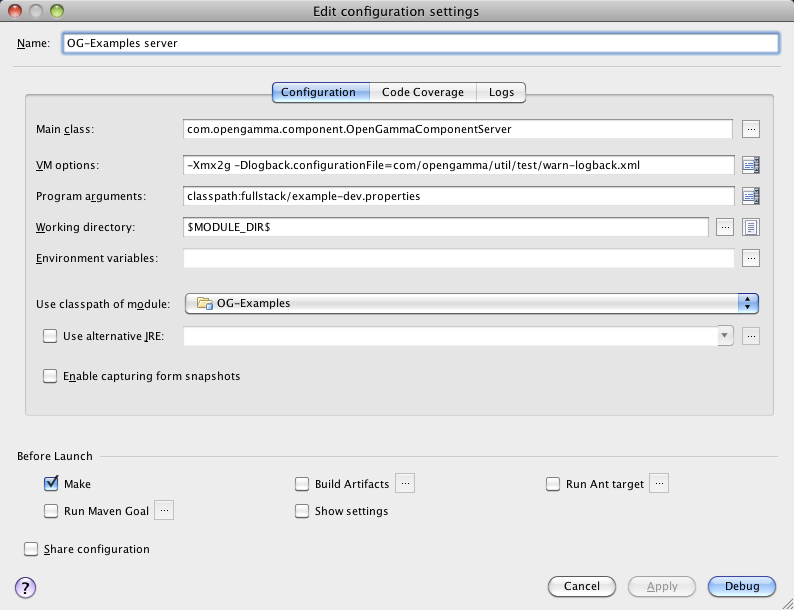 Edit configuration settings
Name: OG-Examples server
Configuration Code Coverage Logs
Main class: com.opengamma.component.OpenGammaComponentServer ...
VM options: -Xmx2g -Dlogback.configurationFile=com/opengamma/util/test/warn-logback.xml
Program arguments: classpath:fullstack/example-dev.properties
Working directory: $MODULE_DIR$ ...
Environment variables: ...
Use classpath of module: OG-Examples
Use alternative JRE: ...
Enable capturing form snapshots
Before Launch
Make Build Artifacts ... Run Ant target ...
Run Maven Goal ... Show settings
Share configuration
? Cancel Apply Debug